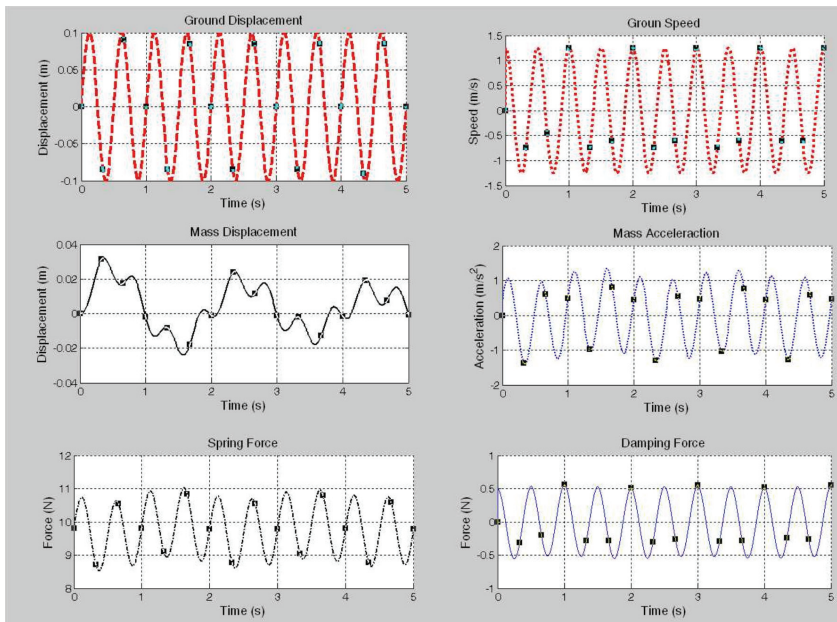 Ground Displacement
0.1
0.05
0
-0.05
-0.1
Displacement (m)
0 1 2 3 4 5
Time (s)
Groun Speed
1.5
1
0.5
0
-0.5
-1
-1.5
Speed (m/s)
0 1 2 3 4 5
Time (s)
Mass Displacement
0.04
0.02
0
-0.02
-0.04
Displacement (m)
0 1 2 3 4 5
Time (s)
Mass Acceleration
2
1
0
-1
-2
Acceleration (m/s²)
0 1 2 3 4 5
Time (s)
Spring Force
12
11
10
9
8
Force (N)
0 1 2 3 4 5
Time (s)
Damping Force
1
0.5
0
-0.5
-1
Force (N)
0 1 2 3 4 5
Time (s)